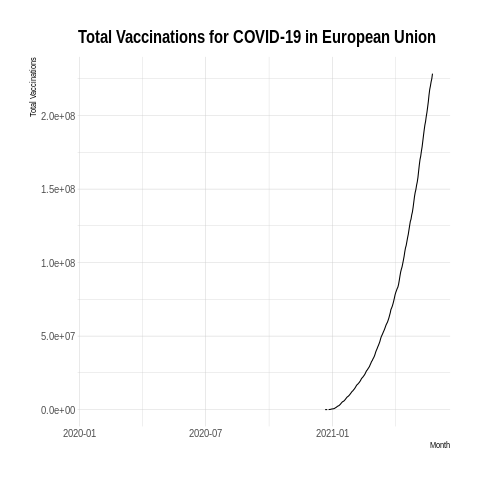 Total Vaccinations for COVID-19 in European Union
Total Vaccinations
2.0e+08
1.5e+08
1.0e+08
5.0e+07
0.0e+00
2020-01 2020-07 2021-01
Month